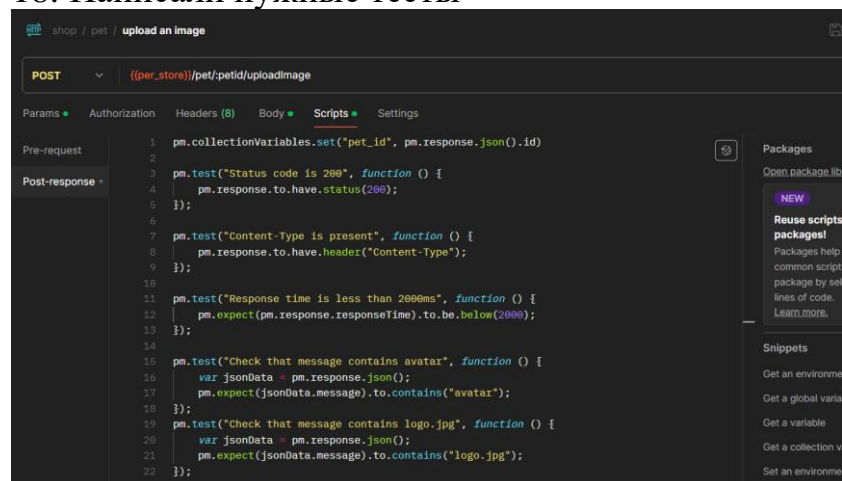 18. Написали нужные тесты
HTTP shop / pet / upload an image
POST {{per_store}}/pet/:petid/uploadImage
Params Authorization Headers (8) Body Scripts Settings
Pre-request
Post-response
1 pm.collectionVariables.set("pet_id", pm.response.json().id)
2
3 pm.test("Status code is 200", function () {
4 pm.response.to.have.status(200);
5 });
6
7 pm.test("Content-Type is present", function () {
8 pm.response.to.have.header("Content-Type");
9 });
10
11 pm.test("Response time is less than 2000ms", function () {
12 pm.expect(pm.response.responseTime).to.be.below(2000);
13 });
14
15 pm.test("Check that message contains avatar", function () {
16 var jsonData = pm.response.json();
17 pm.expect(jsonData.message).to.contains("avatar");
18 });
19 pm.test("Check that message contains logo.jpg", function () {
20 var jsonData = pm.response.json();
21 pm.expect(jsonData.message).to.contains("logo.jpg");
22 });
Packages
Open package lib
NEW
Reuse scripts
packages!
Packages help
common script
package by sel
lines of code.
Learn more.
Snippets
Get an environme
Get a global varia
Get a variable
Get a collection v
Set an environme